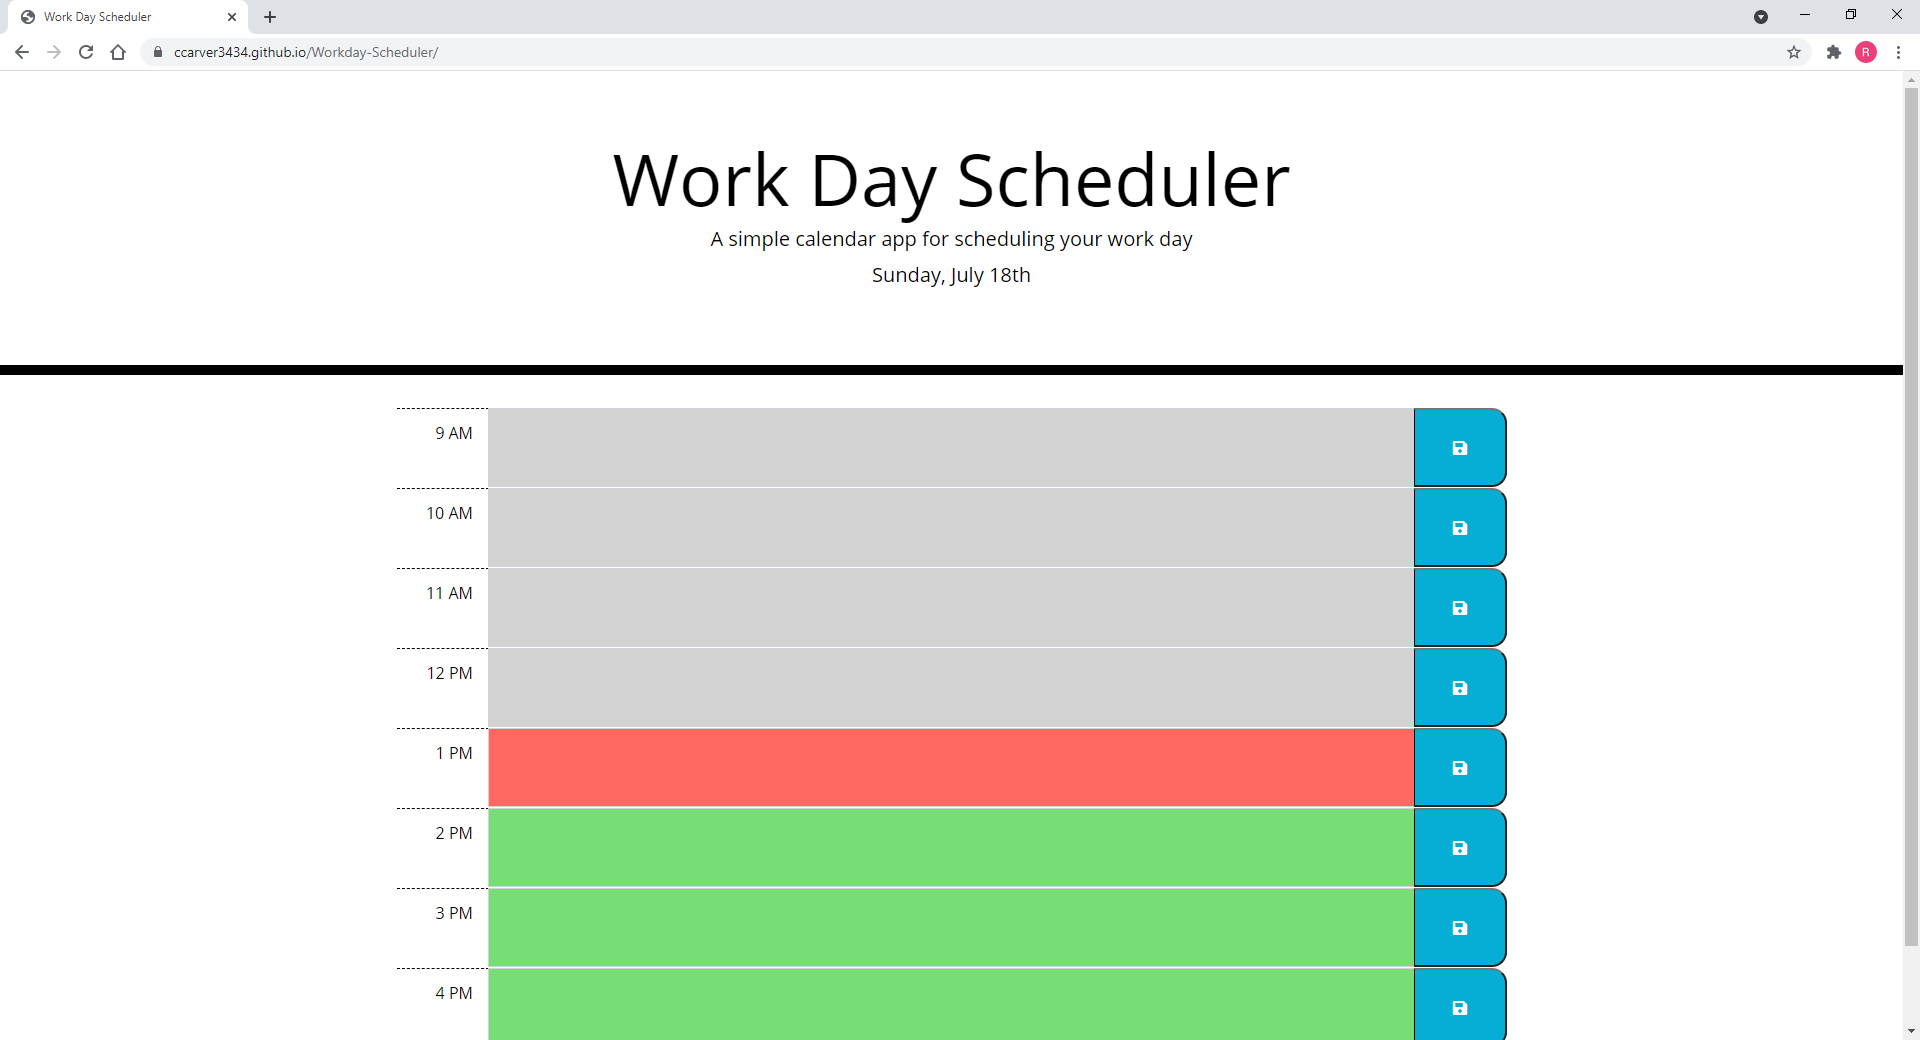 Work Day Scheduler
ccarver3434.github.io/Workday-Scheduler/
R
Work Day Scheduler
A simple calendar app for scheduling your work day
Sunday, July 18th
9 AM
10 AM
11 AM
12 PM
1 PM
2 PM
3 PM
4 PM